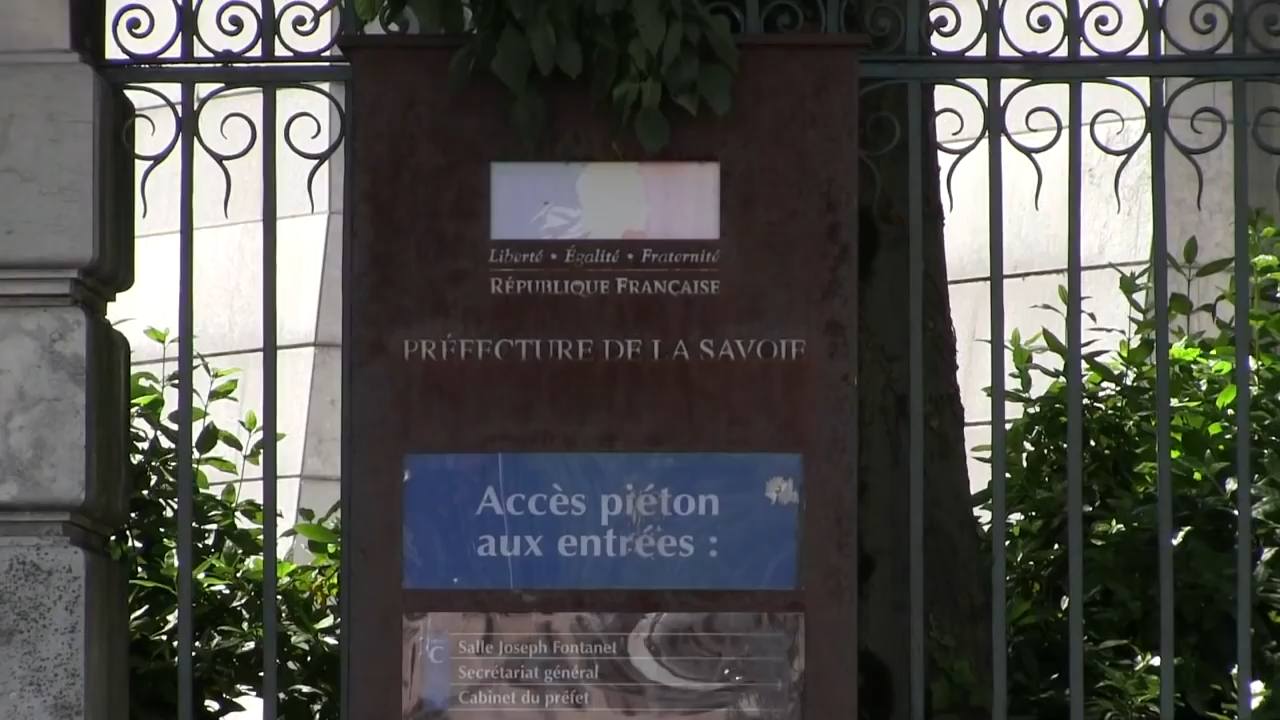 Liberté • Égalité • Fraternité
RÉPUBLIQUE FRANÇAISE
PRÉFECTURE DE LA SAVOIE
Accès piéton
aux entrées :
C
Salle Joseph Fontanet
Secrétariat général
Cabinet du préfet